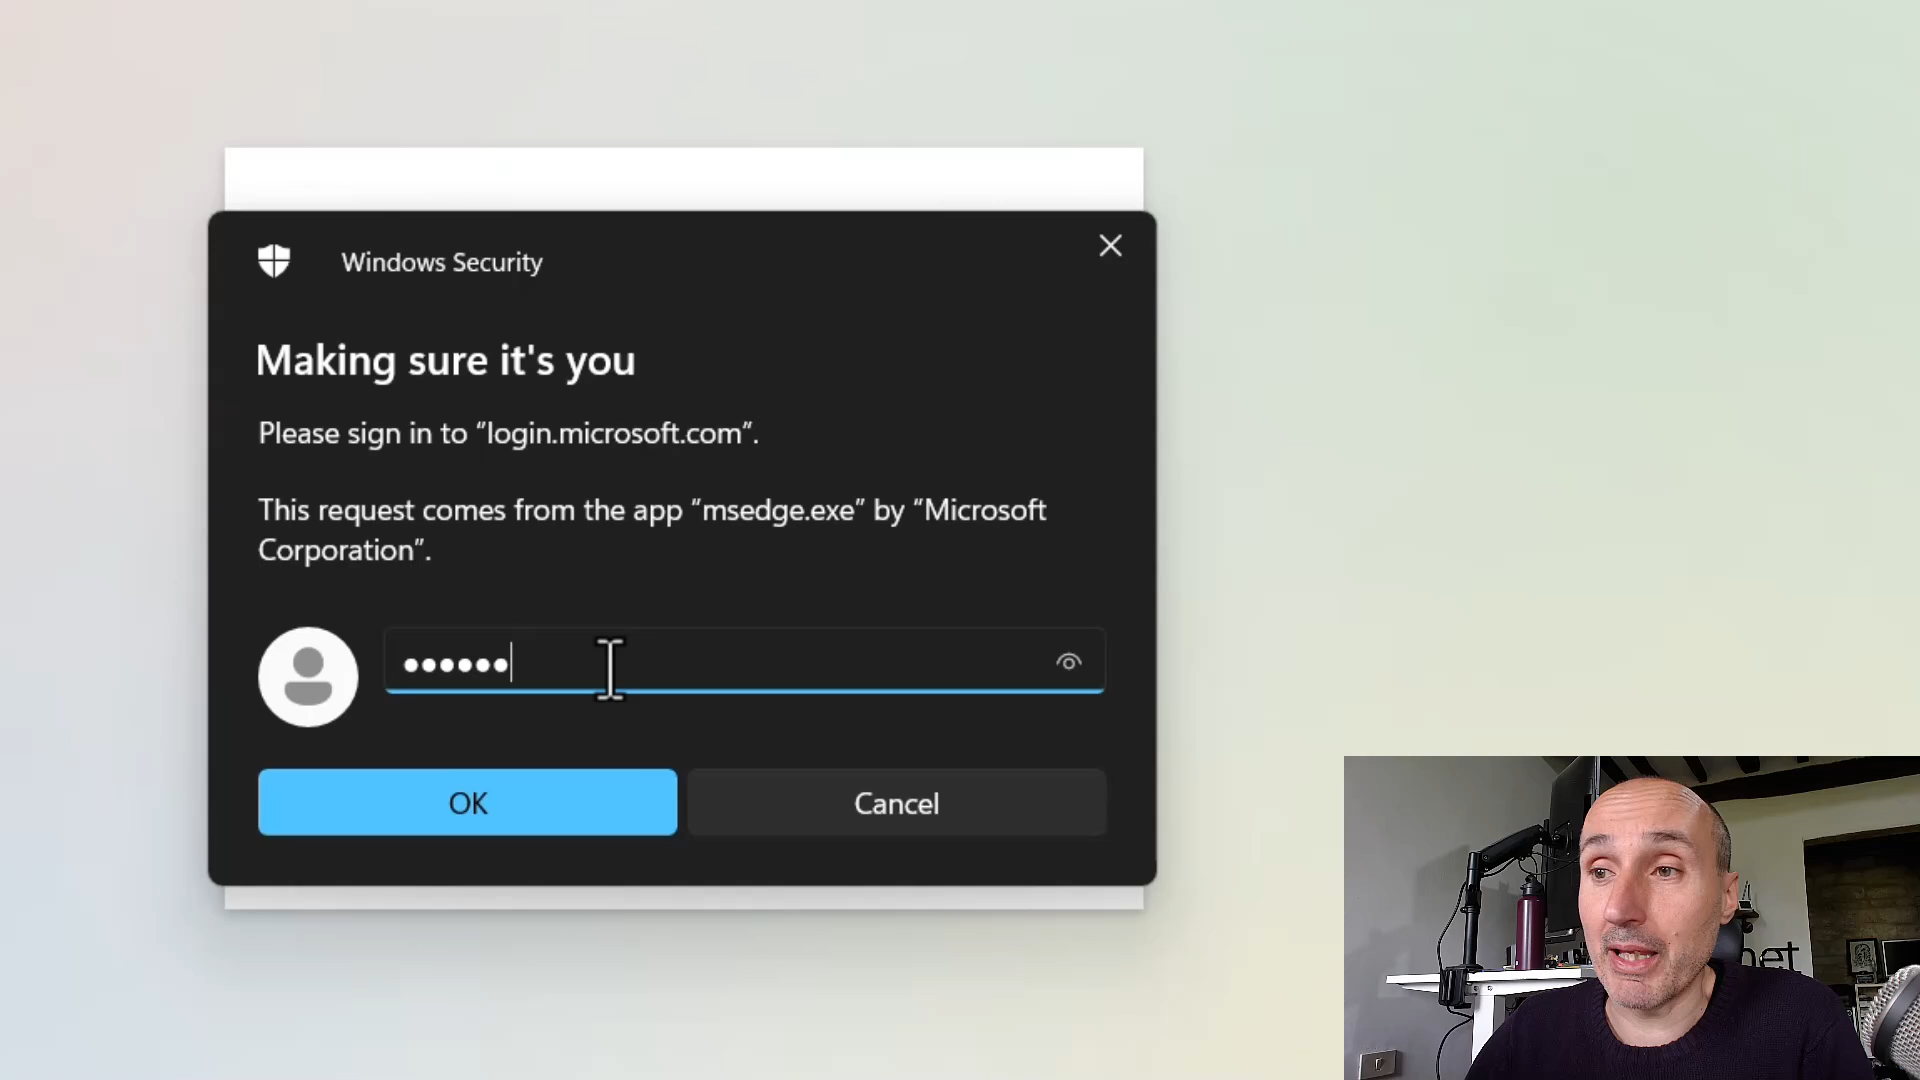 Windows Security
Making sure it's you
Please sign in to “login.microsoft.com”.
This request comes from the app “msedge.exe” by “Microsoft
Corporation”.
OK
Cancel
net